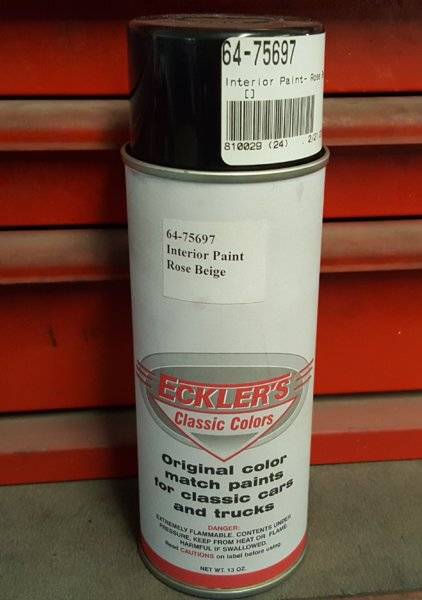 64-75697
Interior Paint- Rose
[]
810029 (24)
64-75697
Interior Paint
Rose Beige
ECKLER'S
Classic Colors
Original color
match paints
for classic cars
and trucks
DANGER:
EXTREMELY FLAMMABLE. CONTENTS UNDER
PRESSURE. KEEP FROM HEAT OR FLAME.
HARMFUL IF SWALLOWED
Read CAUTIONS on label before using.
NET WT. 13 OZ.